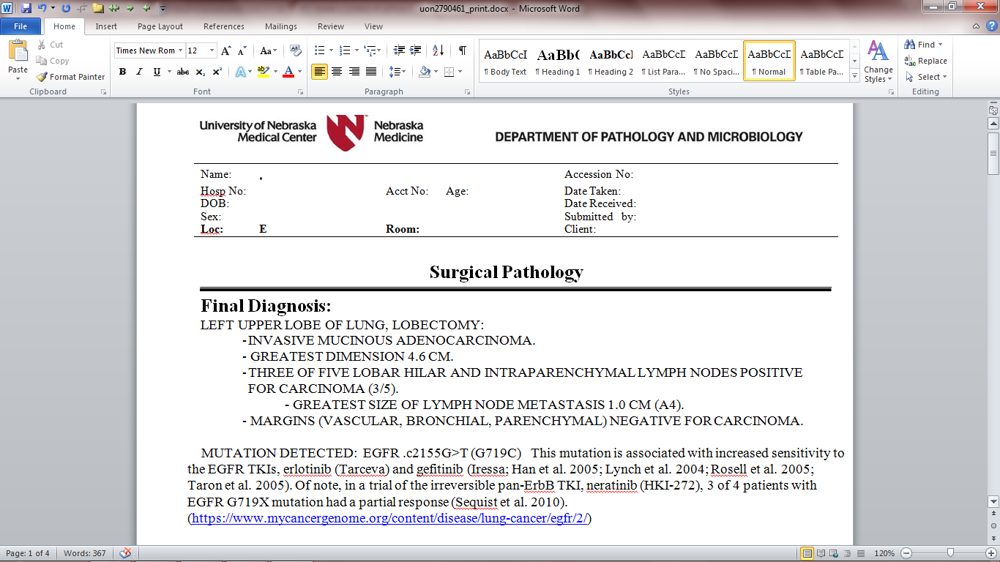 uon2790461_print.docx - Microsoft Word
File Home Insert Page Layout References Mailings Review View
Paste
Cut
Copy
Format Painter
Clipboard
Times New Rom 12
Font
Paragraph
AaBbCcI AaBb( AaBbCc AaBbCcD AaBbCcD AaBbCcD AaBbCcD
¶ Body Text ¶ Heading 1 ¶ Heading 2 ¶ List Para... ¶ No Spaci... ¶ Normal ¶ Table Pa...
Styles
Change Styles
Find
Replace
Select
Editing
University of Nebraska
Medical Center
Nebraska
Medicine
DEPARTMENT OF PATHOLOGY AND MICROBIOLOGY
Name: Accession No:
Hosp No: Acct No: Age: Date Taken:
DOB: Date Received:
Sex: Submitted by:
Loc: E Room: Client:
Surgical Pathology
Final Diagnosis:
LEFT UPPER LOBE OF LUNG, LOBECTOMY:
- INVASIVE MUCINOUS ADENOCARCINOMA.
- GREATEST DIMENSION 4.6 CM.
- THREE OF FIVE LOBAR HILAR AND INTRAPARENCHYMAL LYMPH NODES POSITIVE
FOR CARCINOMA (3/5).
- GREATEST SIZE OF LYMPH NODE METASTASIS 1.0 CM (A4).
- MARGINS (VASCULAR, BRONCHIAL, PARENCHYMAL) NEGATIVE FOR CARCINOMA.
MUTATION DETECTED: EGFR .c2155G>T (G719C) This mutation is associated with increased sensitivity to
the EGFR TKIs, erlotinib (Tarceva) and gefitinib (Iressa; Han et al. 2005; Lynch et al. 2004; Rosell et al. 2005;
Taron et al. 2005). Of note, in a trial of the irreversible pan-ErbB TKI, neratinib (HKI-272), 3 of 4 patients with
EGFR G719X mutation had a partial response (Sequist et al. 2010).
(https://www.mycancergenome.org/content/disease/lung-cancer/egfr/2/)
Page: 1 of 4 Words: 367 120%